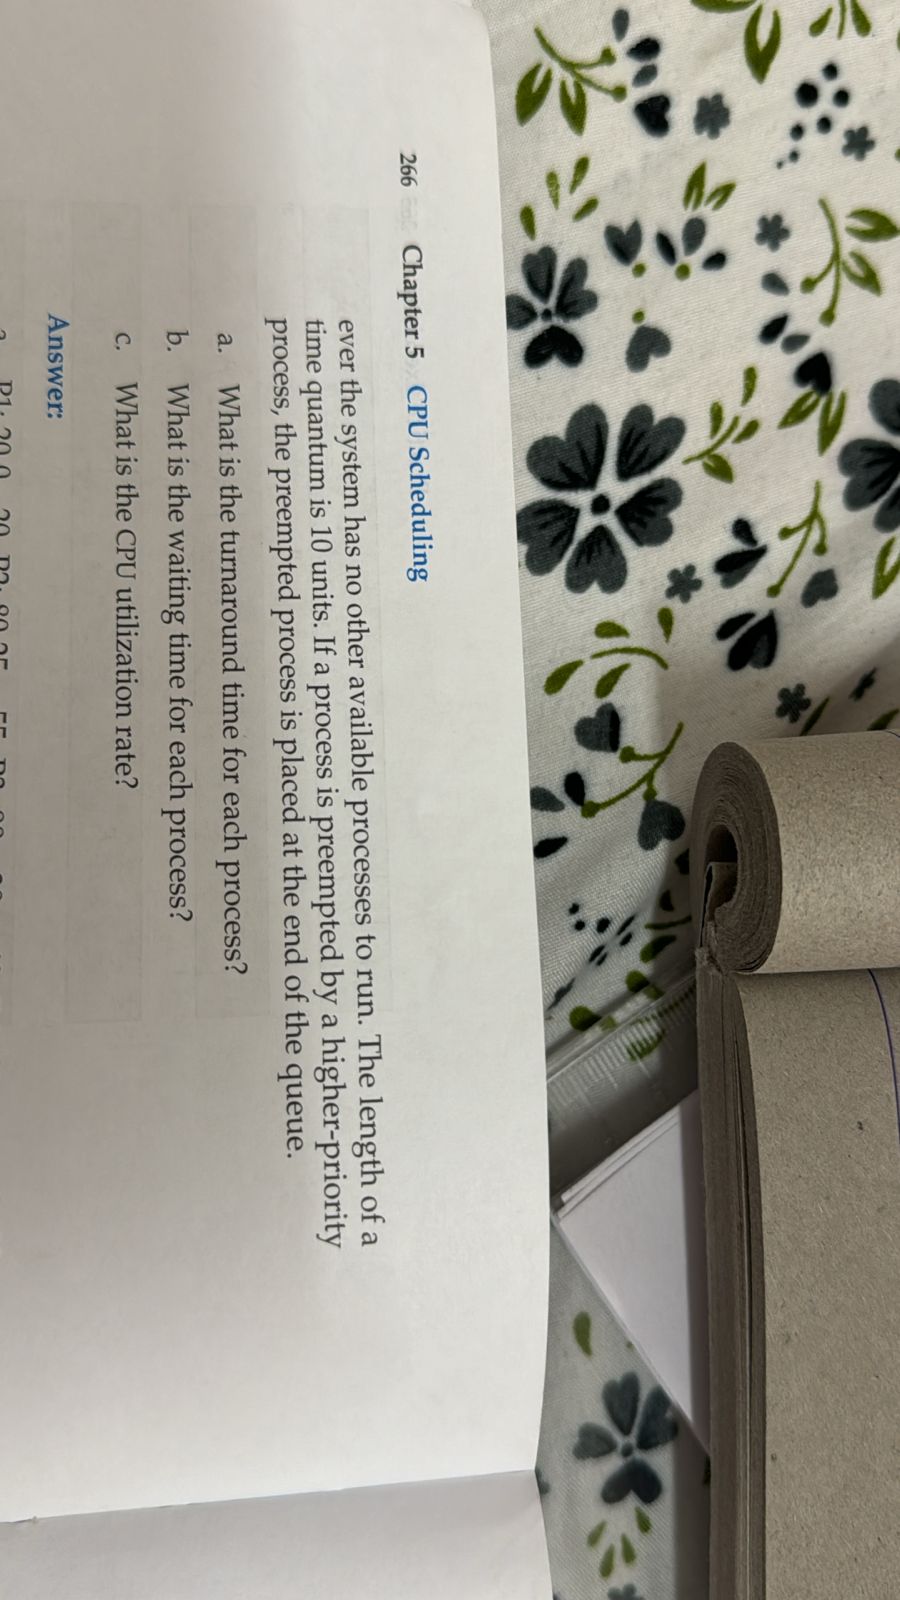 266 Chapter 5 CPU Scheduling
ever the system has no other available processes to run. The length of a
time quantum is 10 units. If a process is preempted by a higher-priority
process, the preempted process is placed at the end of the queue.
a. What is the turnaround time for each process?
b. What is the waiting time for each process?
c. What is the CPU utilization rate?
Answer: